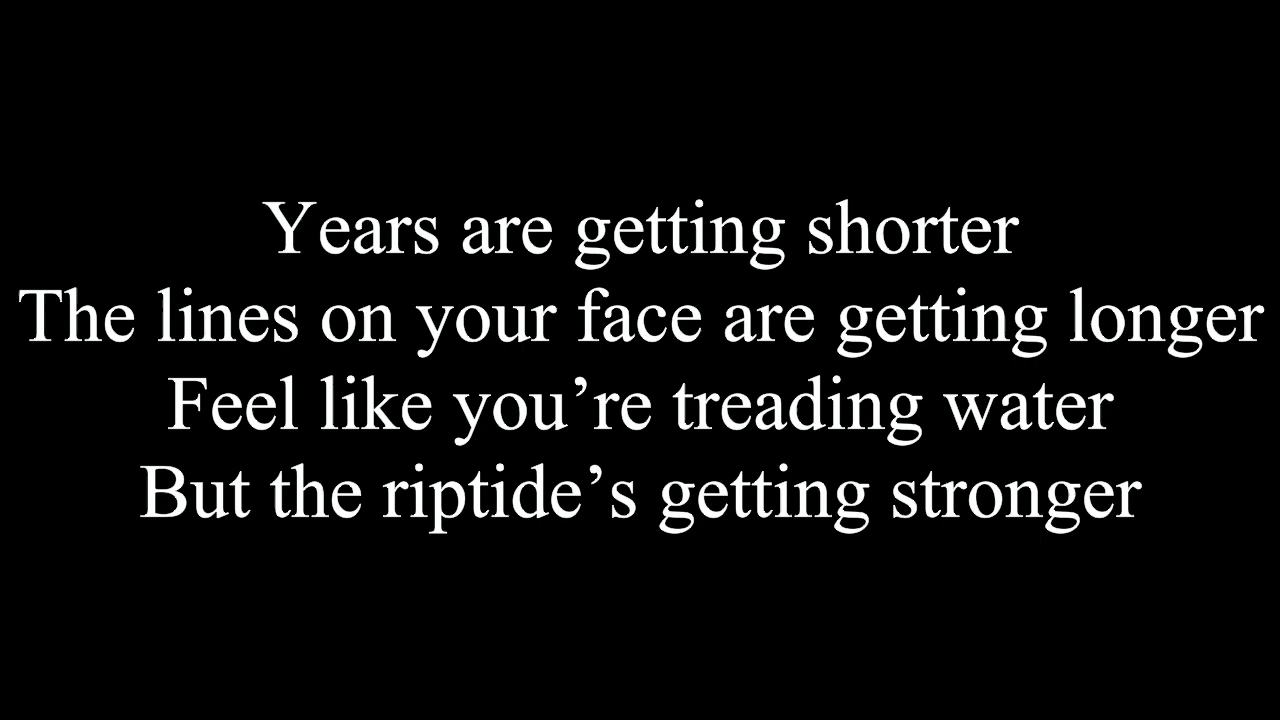 Years are getting shorter
The lines on your face are getting longer
Feel like you’re treading water
But the riptide’s getting stronger